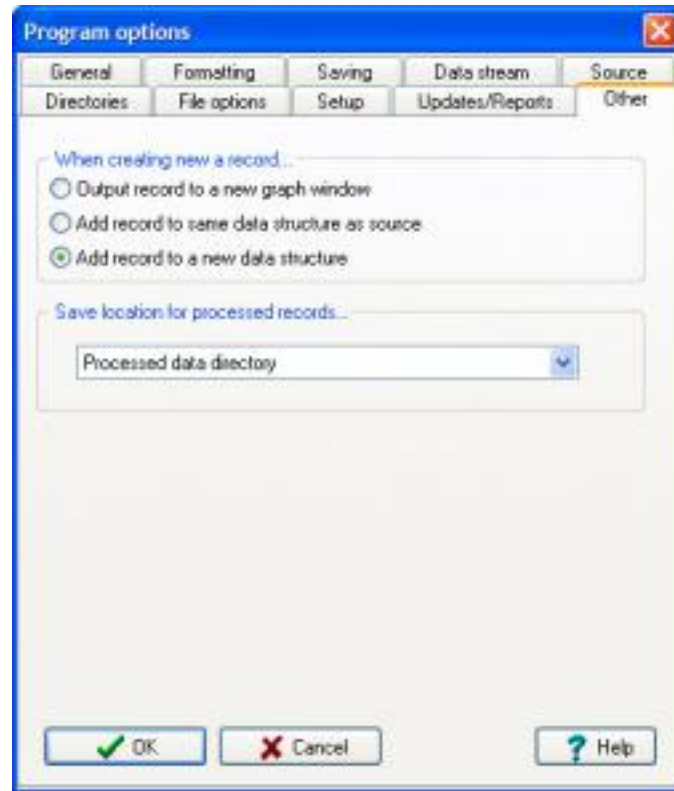 Program options
General Formatting Saving Data stream Source
Directories File options Setup Updates/Reports Other
When creating new a record...
Output record to a new graph window
Add record to same data structure as source
Add record to a new data structure
Save location for processed records...
Processed data directory
OK Cancel ? Help